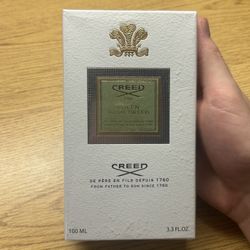 CREED
CREED
DE PÈRE EN FILS DEPUIS 1760
FROM FATHER TO SON SINCE 1760
100 ML
3.3 FL.OZ